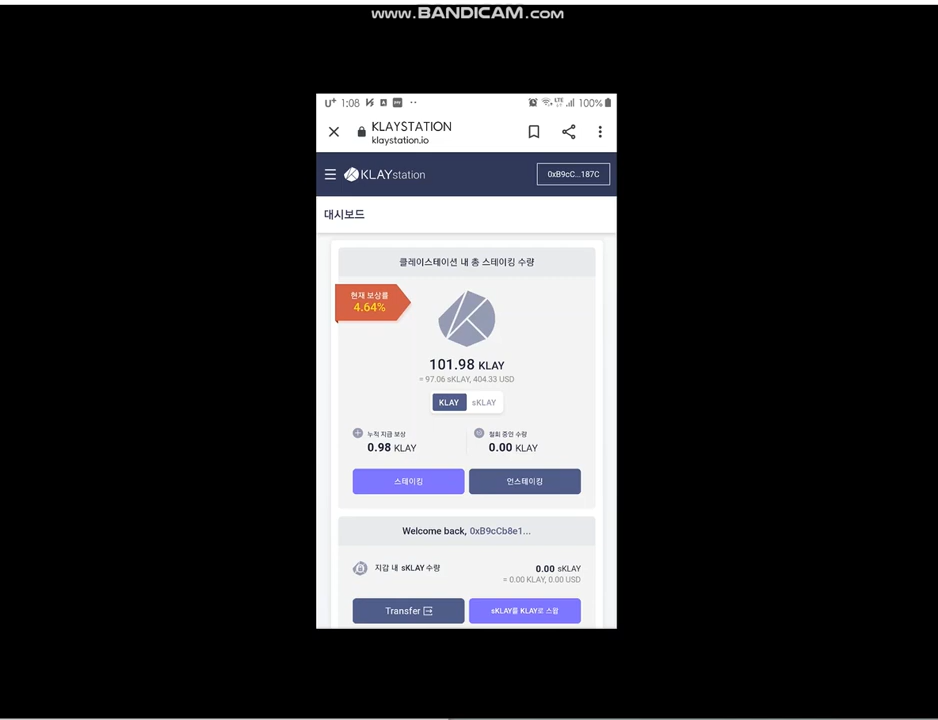 www.BANDICAM.com
U+ 1:08 100%
KLAYSTATION
klaystation.io
KLAYstation 0xB9cC...187C
대시보드
클레이스테이션 내 총 스테이킹 수량
현재 보상률
4.64%
101.98 KLAY
= 97.06 sKLAY, 404.33 USD
KLAY sKLAY
누적 지급 보상 철회 중인 수량
0.98 KLAY 0.00 KLAY
스테이킹 언스테이킹
Welcome back, 0xB9cCb8e1...
지갑 내 sKLAY 수량 0.00 sKLAY
= 0.00 KLAY, 0.00 USD
Transfer sKLAY를 KLAY로 스왑